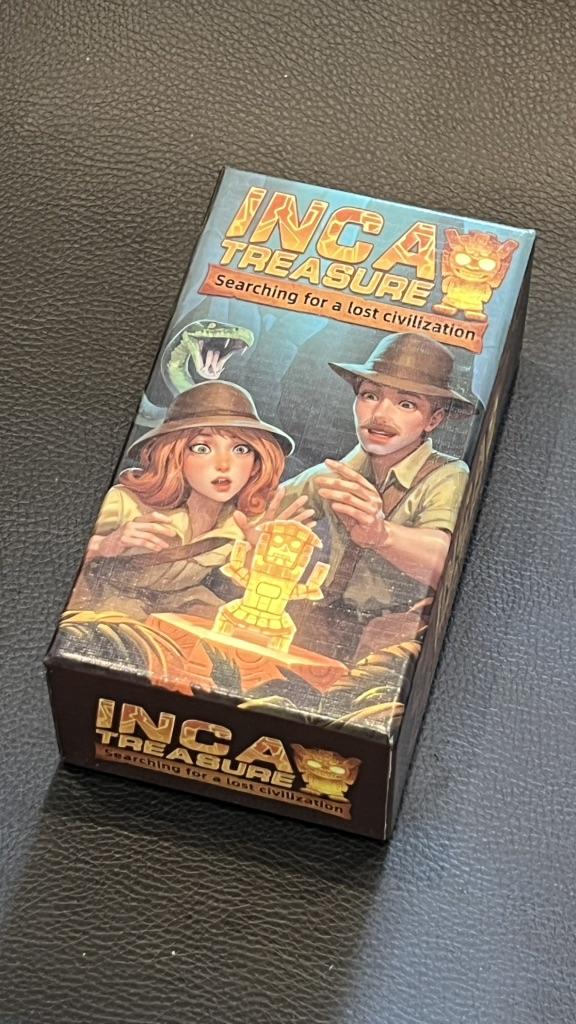 INCA
TREASURE
Searching for a lost civilization
INCA
TREASURE
Searching for a lost civilization